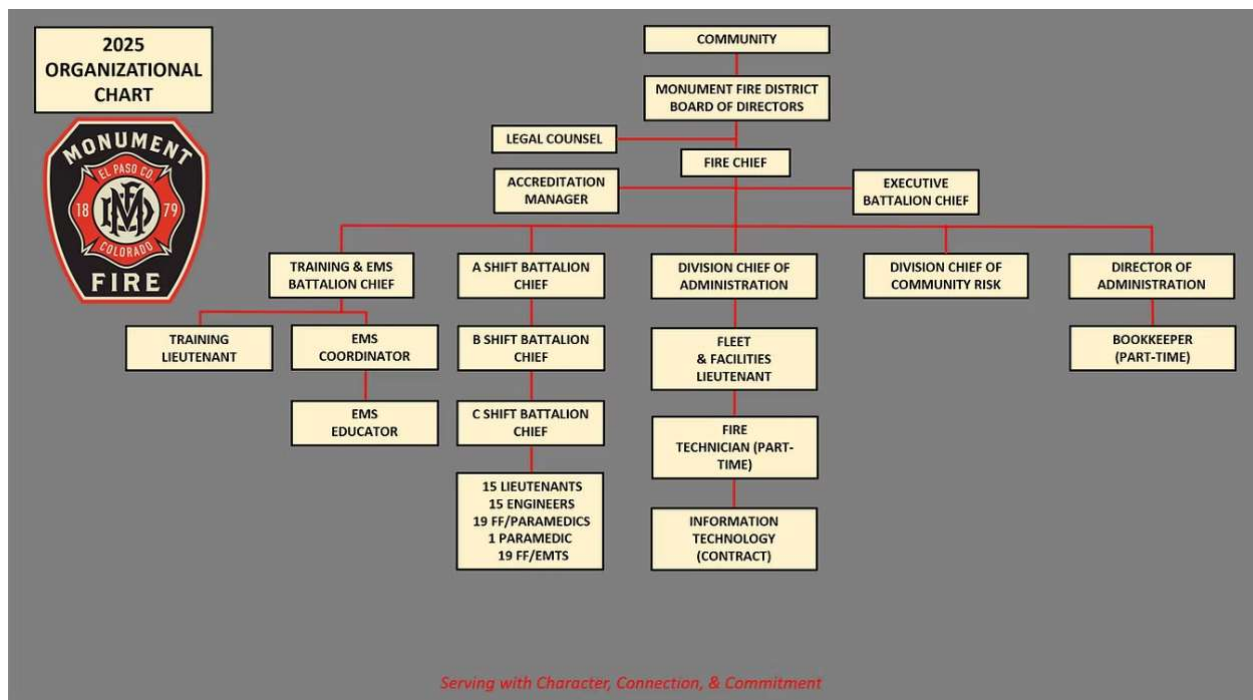 2025
ORGANIZATIONAL
CHART
MONUMENT
EL PASO CO.
18 79
COLORADO
FIRE
COMMUNITY
MONUMENT FIRE DISTRICT
BOARD OF DIRECTORS
LEGAL COUNSEL
FIRE CHIEF
ACCREDITATION
MANAGER
EXECUTIVE
BATTALION CHIEF
TRAINING & EMS
BATTALION CHIEF
A SHIFT BATTALION
CHIEF
DIVISION CHIEF OF
ADMINISTRATION
DIVISION CHIEF OF
COMMUNITY RISK
DIRECTOR OF
ADMINISTRATION
TRAINING
LIEUTENANT
EMS
COORDINATOR
B SHIFT BATTALION
CHIEF
FLEET
& FACILITIES
LIEUTENANT
BOOKKEEPER
(PART-TIME)
EMS
EDUCATOR
C SHIFT BATTALION
CHIEF
FIRE
TECHNICIAN (PART-
TIME)
15 LIEUTENANTS
15 ENGINEERS
19 FF/PARAMEDICS
1 PARAMEDIC
19 FF/EMTS
INFORMATION
TECHNOLOGY
(CONTRACT)
Serving with Character, Connection, & Commitment